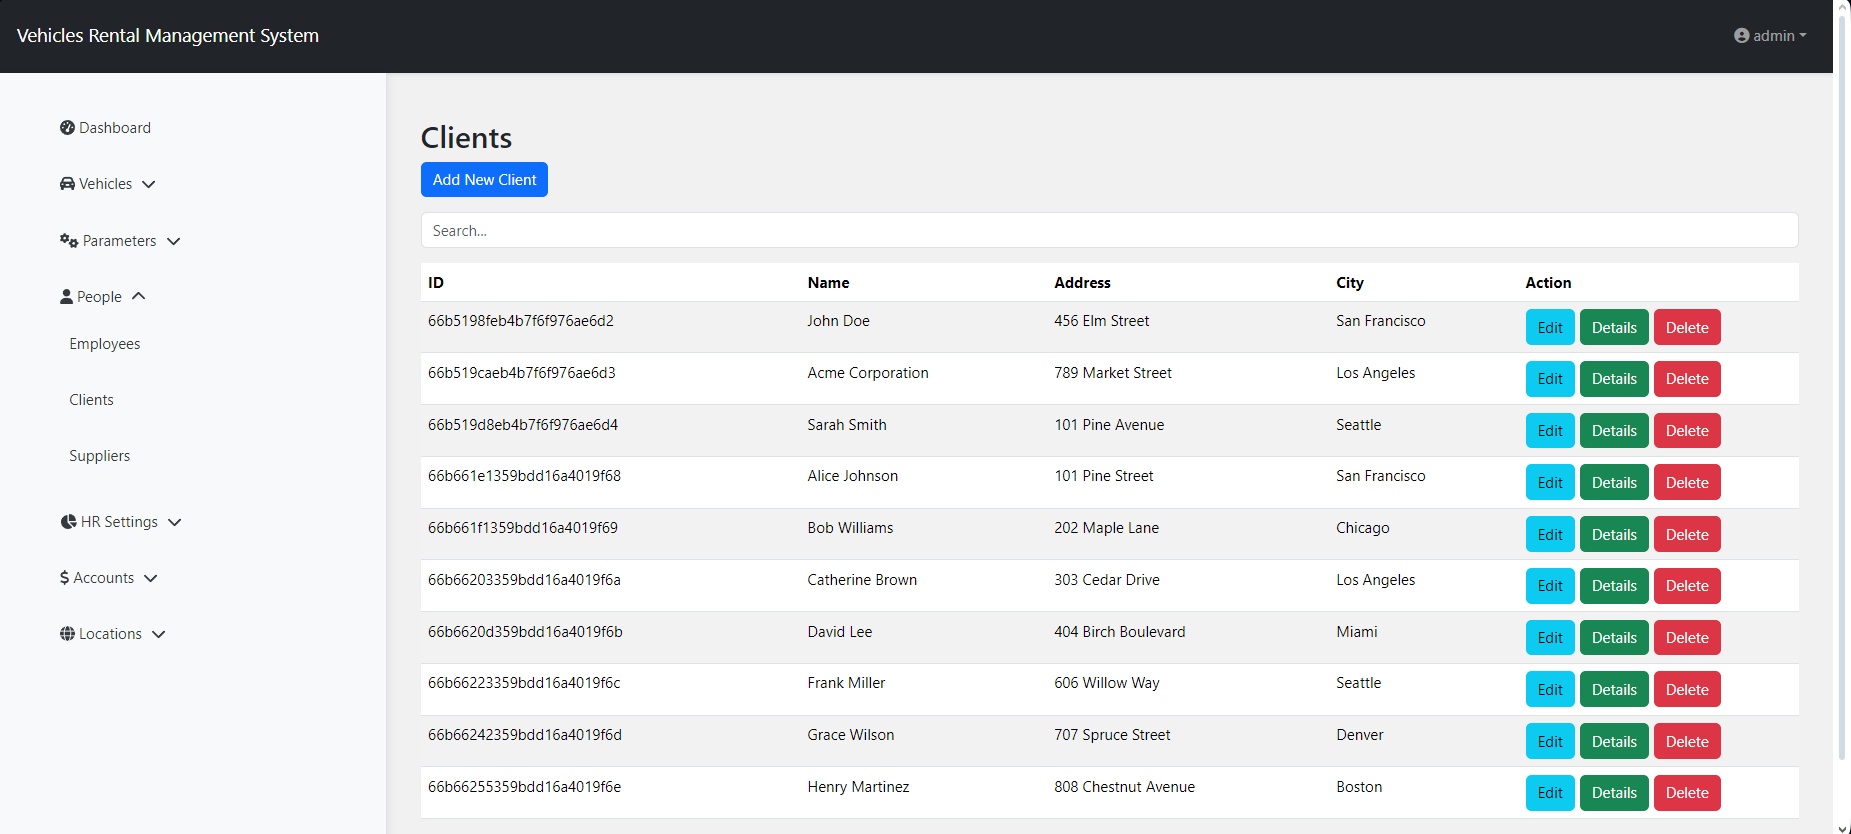 Vehicles Rental Management System
admin
Dashboard
Vehicles
Parameters
People
Employees
Clients
Suppliers
HR Settings
Accounts
Locations
Clients
Add New Client
Search...
ID Name Address City Action
66b5198feb4b7f6f976ae6d2 John Doe 456 Elm Street San Francisco Edit Details Delete
66b519caeb4b7f6f976ae6d3 Acme Corporation 789 Market Street Los Angeles Edit Details Delete
66b519d8eb4b7f6f976ae6d4 Sarah Smith 101 Pine Avenue Seattle Edit Details Delete
66b661e1359bdd16a4019f68 Alice Johnson 101 Pine Street San Francisco Edit Details Delete
66b661f1359bdd16a4019f69 Bob Williams 202 Maple Lane Chicago Edit Details Delete
66b66203359bdd16a4019f6a Catherine Brown 303 Cedar Drive Los Angeles Edit Details Delete
66b6620d359bdd16a4019f6b David Lee 404 Birch Boulevard Miami Edit Details Delete
66b66223359bdd16a4019f6c Frank Miller 606 Willow Way Seattle Edit Details Delete
66b66242359bdd16a4019f6d Grace Wilson 707 Spruce Street Denver Edit Details Delete
66b66255359bdd16a4019f6e Henry Martinez 808 Chestnut Avenue Boston Edit Details Delete